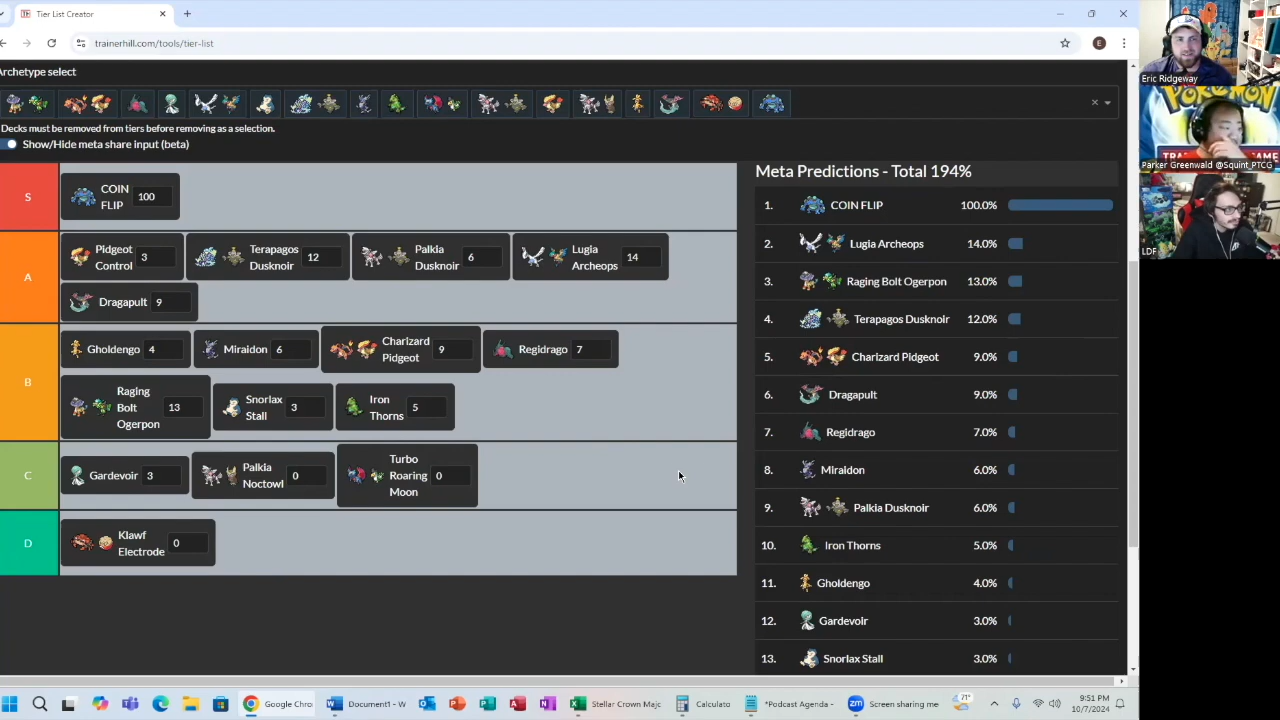 Tier List Creator
trainerhill.com/tools/tier-list
E
Archetype select
Decks must be removed from tiers before removing as a selection.
Show/Hide meta share input (beta)
S
COIN FLIP 100
A
Pidgeot Control 3
Terapagos Dusknoir 12
Palkia Dusknoir 6
Lugia Archeops 14
Dragapult 9
B
Gholdengo 4
Miraidon 6
Charizard Pidgeot 9
Regidrago 7
Raging Bolt Ogerpon 13
Snorlax Stall 3
Iron Thorns 5
C
Gardevoir 3
Palkia Noctowl 0
Turbo Roaring Moon 0
D
Klawf Electrode 0
Meta Predictions - Total 194%
1. COIN FLIP 100.0%
2. Lugia Archeops 14.0%
3. Raging Bolt Ogerpon 13.0%
4. Terapagos Dusknoir 12.0%
5. Charizard Pidgeot 9.0%
6. Dragapult 9.0%
7. Regidrago 7.0%
8. Miraidon 6.0%
9. Palkia Dusknoir 6.0%
10. Iron Thorns 5.0%
11. Gholdengo 4.0%
12. Gardevoir 3.0%
13. Snorlax Stall 3.0%
Eric Ridgeway
Parker Greenwald @Squint_PTCG
LDF
Google Chro
Document1 - W
Stellar Crown Majc
Calculato
*Podcast Agenda -
Screen sharing me
71°
9:51 PM
10/7/2024